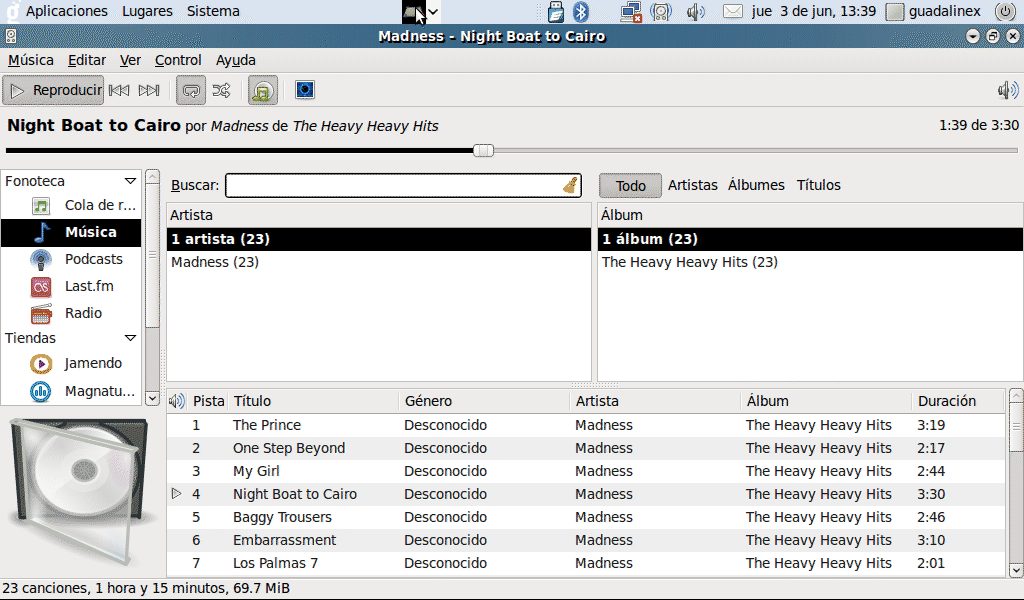 Aplicaciones Lugares Sistema jue 3 de jun, 13:39 guadalinex
Madness - Night Boat to Cairo
Música Editar Ver Control Ayuda
Reproducir
Night Boat to Cairo por Madness de The Heavy Heavy Hits 1:39 de 3:30
Fonoteca
Cola de r...
Música
Podcasts
Last.fm
Radio
Tiendas
Jamendo
Magnatu...
Buscar: Todo Artistas Álbumes Títulos
Artista Álbum
1 artista (23) 1 álbum (23)
Madness (23) The Heavy Heavy Hits (23)
Pista Título Género Artista Álbum Duración
1 The Prince Desconocido Madness The Heavy Heavy Hits 3:19
2 One Step Beyond Desconocido Madness The Heavy Heavy Hits 2:17
3 My Girl Desconocido Madness The Heavy Heavy Hits 2:44
4 Night Boat to Cairo Desconocido Madness The Heavy Heavy Hits 3:30
5 Baggy Trousers Desconocido Madness The Heavy Heavy Hits 2:46
6 Embarrassment Desconocido Madness The Heavy Heavy Hits 3:10
7 Los Palmas 7 Desconocido Madness The Heavy Heavy Hits 2:01
23 canciones, 1 hora y 15 minutos, 69.7 MiB